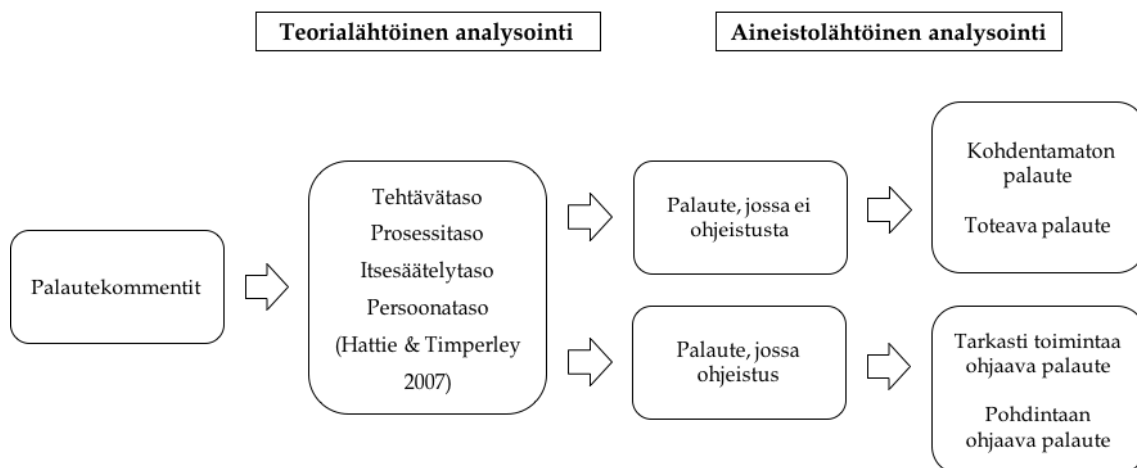 Teorialähtöinen analysointi
Aineistolähtöinen analysointi
Palautekommentit
Tehtävätaso
Prosessitaso
Itsesäätelytaso
Persoonataso
(Hattie & Timperley
2007)
Palaute, jossa ei
ohjeistusta
Kohdentamaton
palaute
Toteava palaute
Palaute, jossa
ohjeistus
Tarkasti toimintaa
ohjaava palaute
Pohdintaan
ohjaava palaute